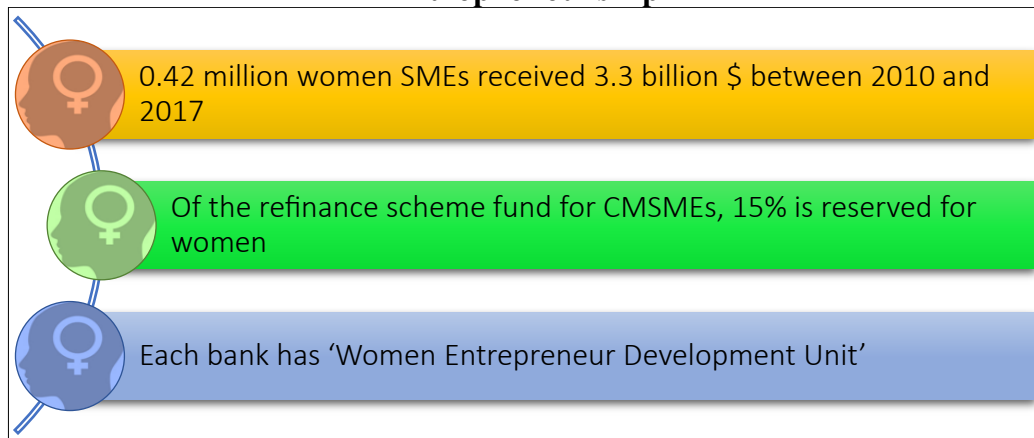 0.42 million women SMEs received 3.3 billion $ between 2010 and
2017
Of the refinance scheme fund for CMSMEs, 15% is reserved for
women
Each bank has ‘Women Entrepreneur Development Unit’